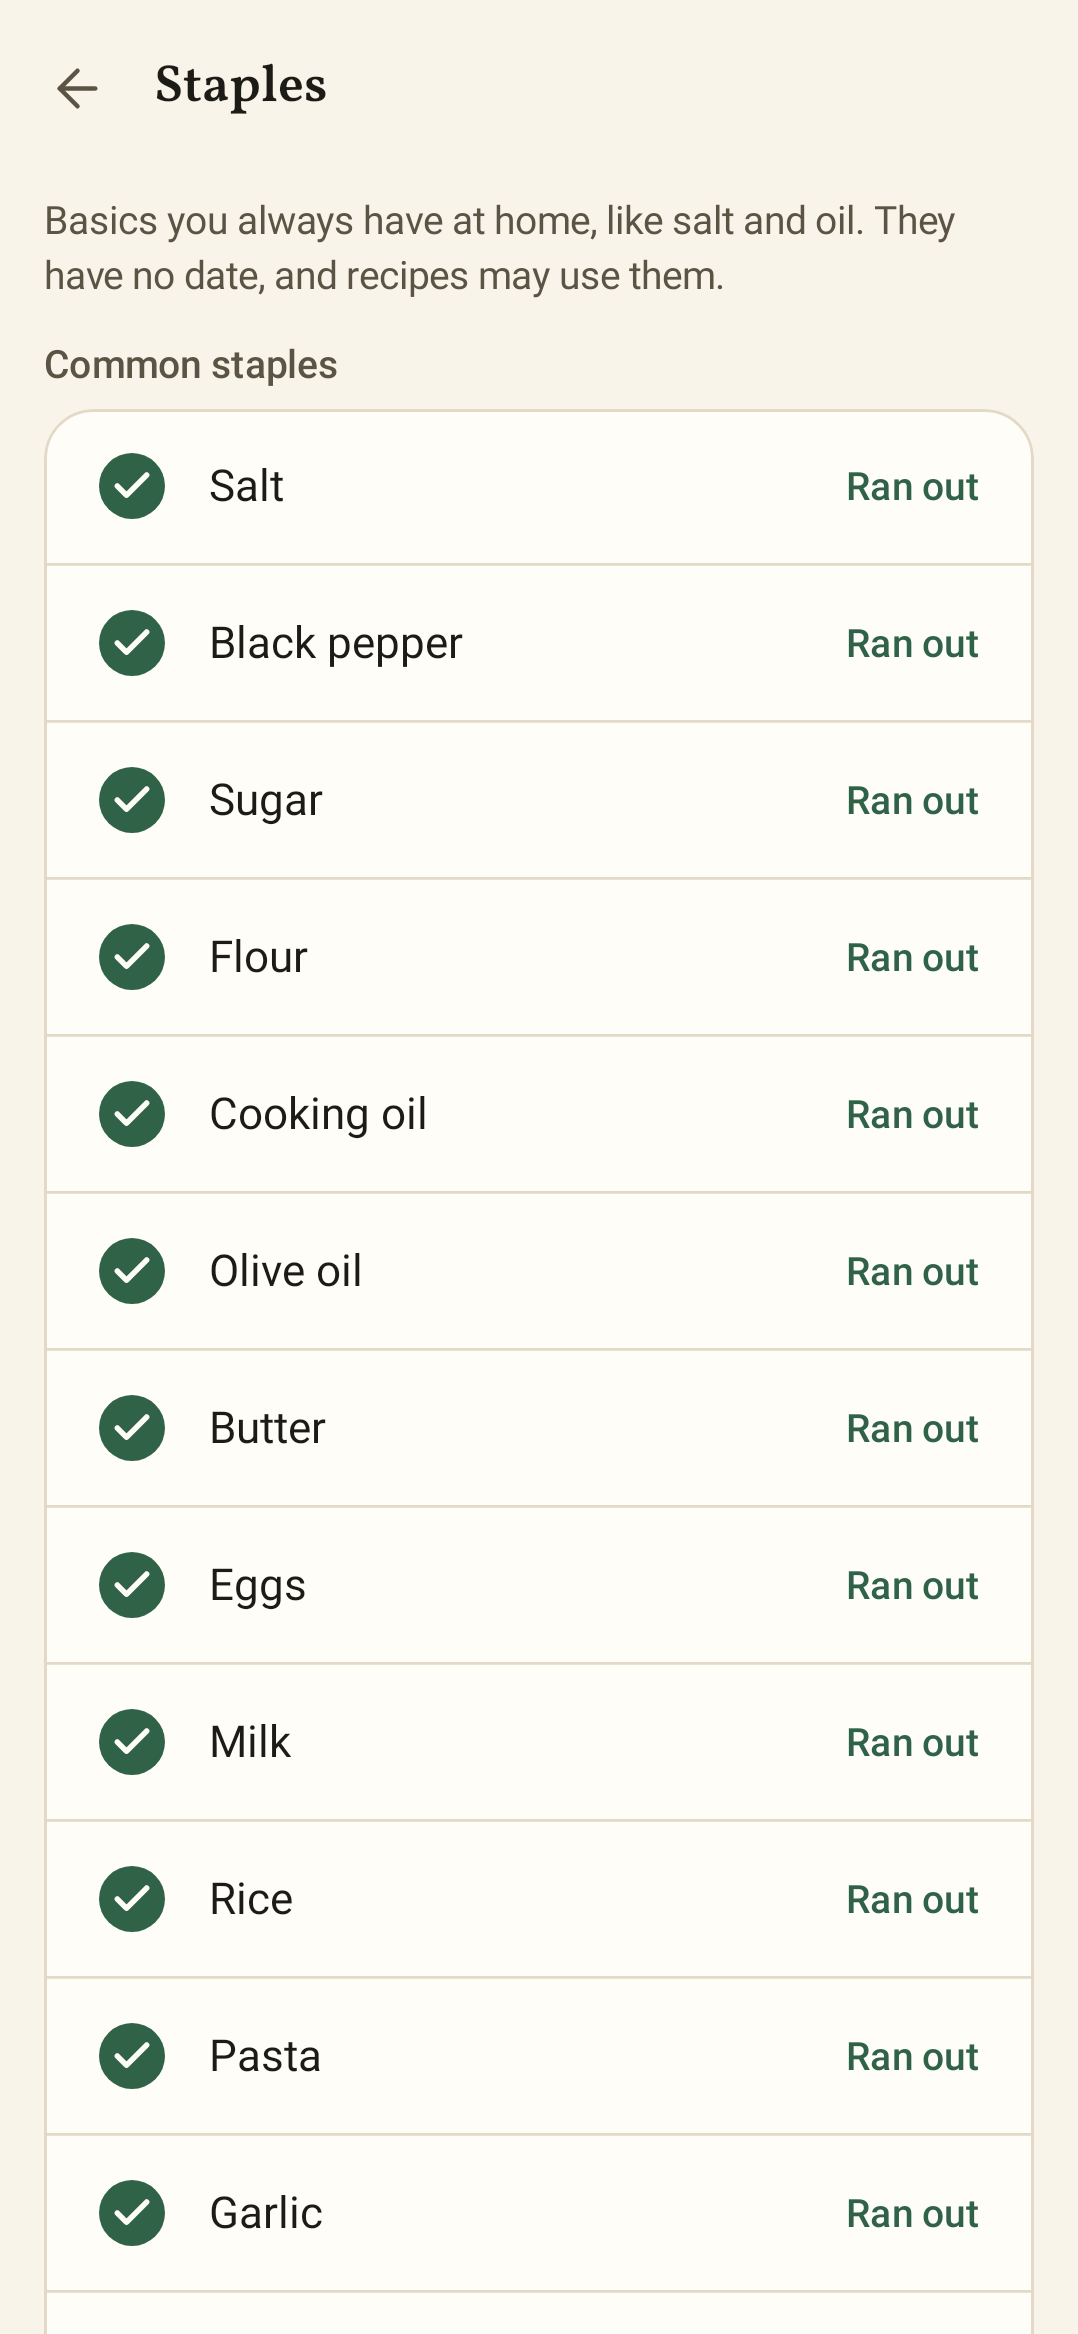 Staples
Basics you always have at home, like salt and oil. They
have no date, and recipes may use them.
Common staples
Salt Ran out
Black pepper Ran out
Sugar Ran out
Flour Ran out
Cooking oil Ran out
Olive oil Ran out
Butter Ran out
Eggs Ran out
Milk Ran out
Rice Ran out
Pasta Ran out
Garlic Ran out